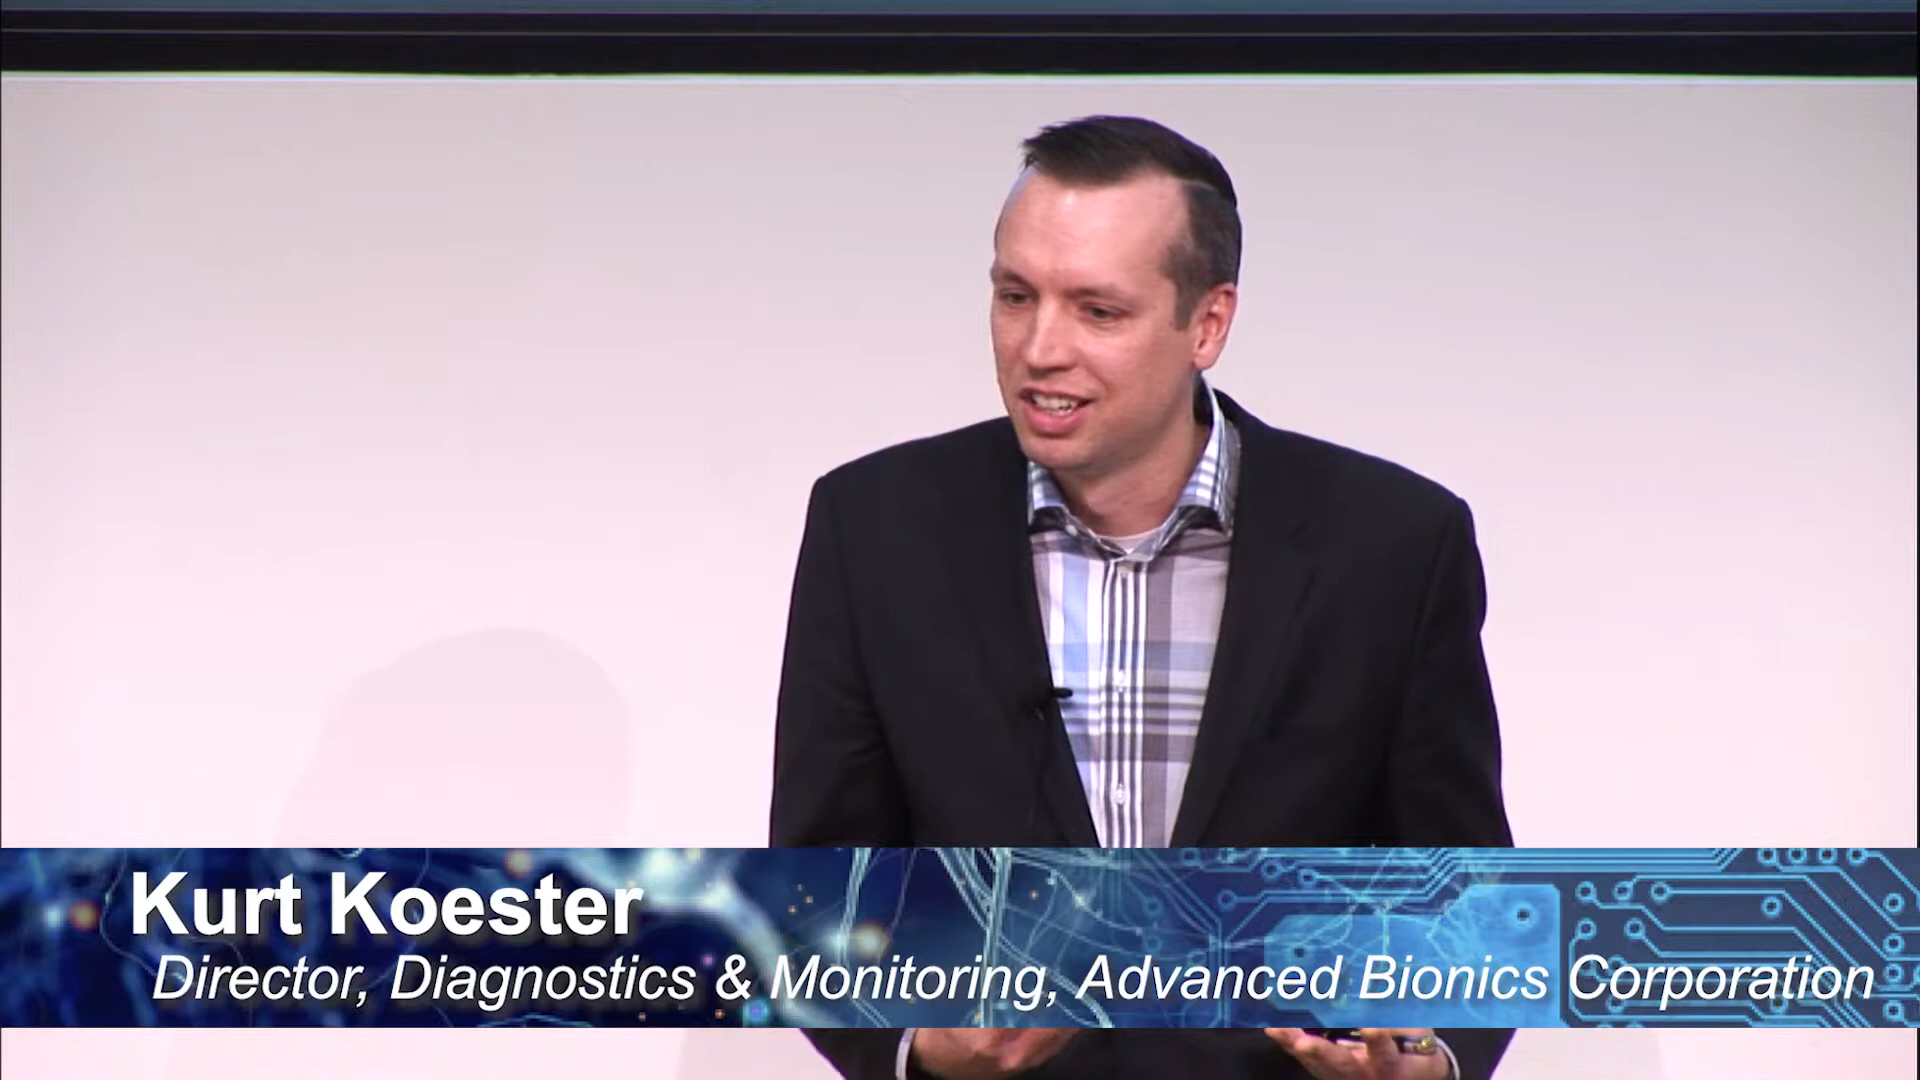 Kurt Koester
Director, Diagnostics & Monitoring, Advanced Bionics Corporation